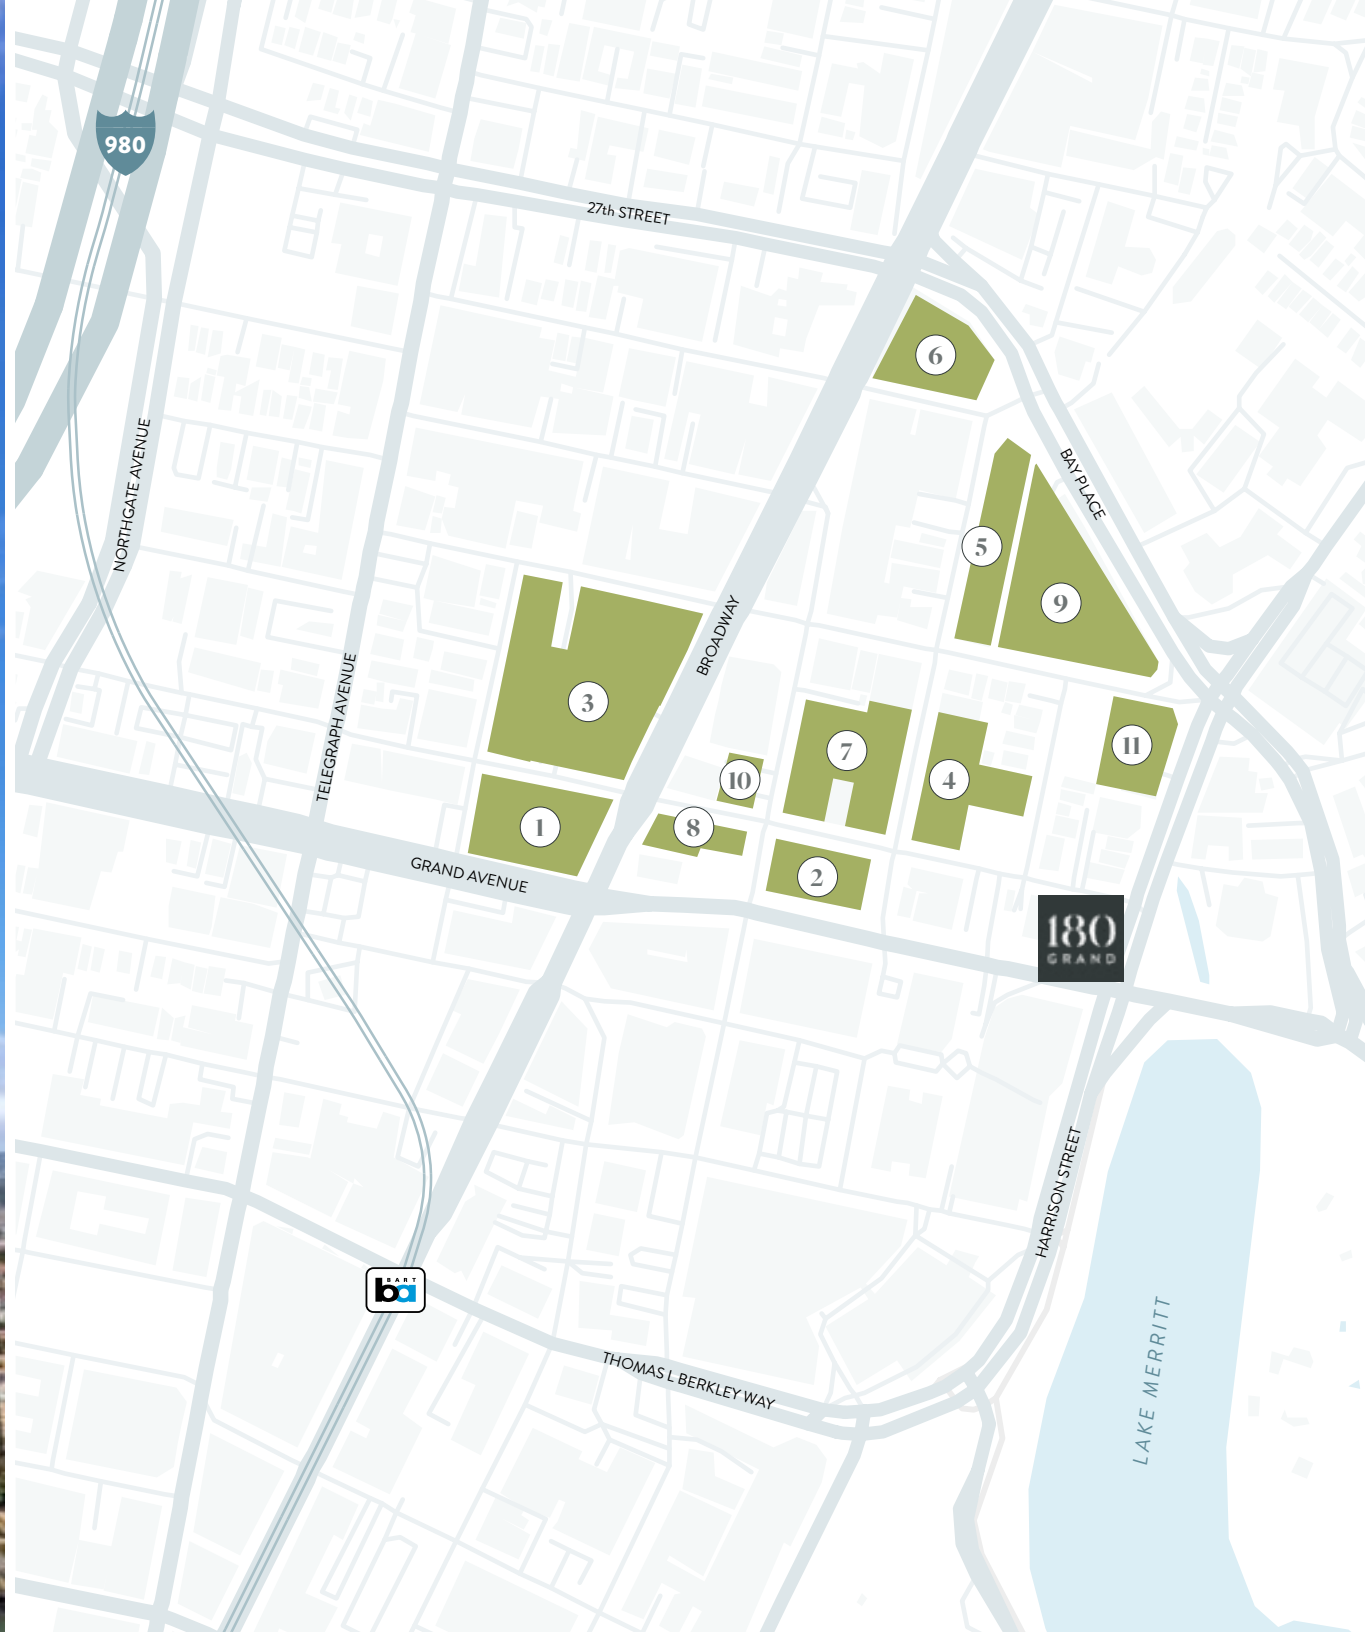 980
27th STREET
6
BAY PLACE
NORTHGATE AVENUE
5
9
BROADWAY
TELEGRAPH AVENUE
3
7
11
10
4
1
8
2
GRAND AVENUE
180
GRAND
HARRISON STREET
BART
ba
THOMAS L BERKLEY WAY
LAKE MERRITT